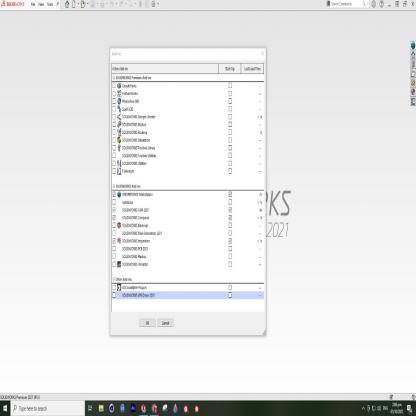 SOLIDWORKS
File View Tools
Search Commands
Add-Ins
Active Add-ins Start Up Last Load Time
SOLIDWORKS Premium Add-ins
CircuitWorks
FeatureWorks
PhotoView 360
ScanTo3D
SOLIDWORKS Design Checker
SOLIDWORKS Motion
SOLIDWORKS Routing
SOLIDWORKS Simulation
SOLIDWORKS Toolbox Library
SOLIDWORKS Toolbox Utilities
SOLIDWORKS Utilities
TolAnalyst
SOLIDWORKS Add-ins
3DEXPERIENCE Marketplace
Autotrace
SOLIDWORKS CAM 2021
SOLIDWORKS Composer
SOLIDWORKS Electrical
SOLIDWORKS Flow Simulation 2021
SOLIDWORKS Inspection
SOLIDWORKS PCB 2021
SOLIDWORKS Plastics
SOLIDWORKS Visualize
Other Add-ins
SOLIDWORKS XPS Driver 2021
OK Cancel
RKS
2021
SOLIDWORKS Premium 2021 SP5.0
Type here to search
ENG